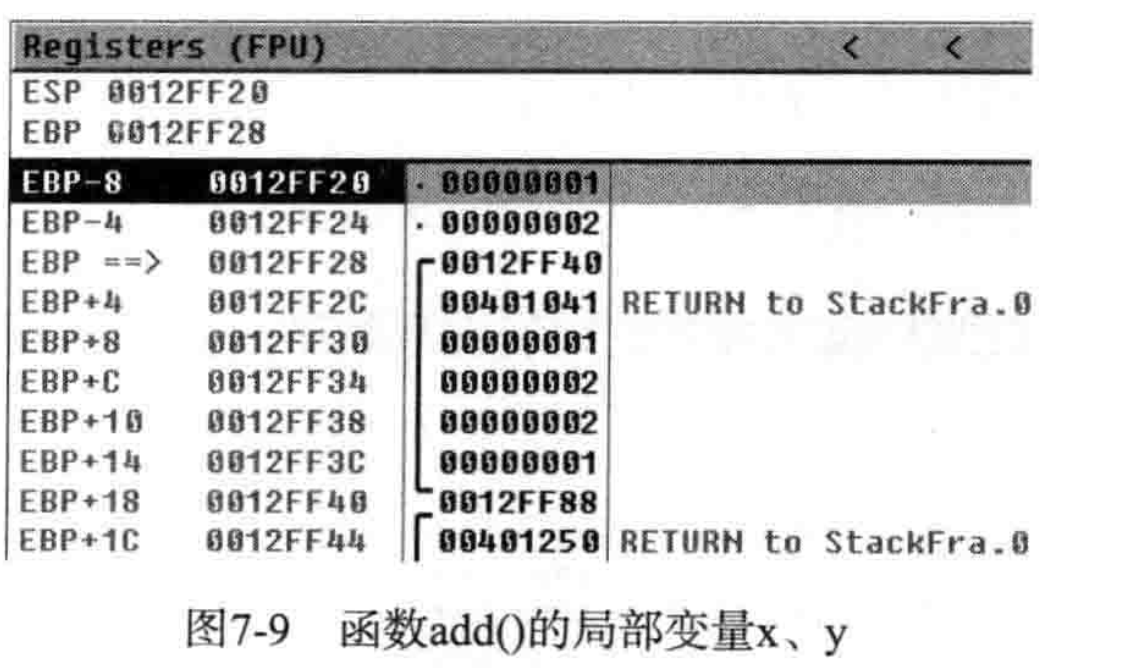 Registers (FPU) < <
ESP 0012FF20
EBP 0012FF28
EBP-8 0012FF20 · 00000001
EBP-4 0012FF24 · 00000002
EBP ==> 0012FF28 0012FF40
EBP+4 0012FF2C 00401041 RETURN to StackFra.0
EBP+8 0012FF30 00000001
EBP+C 0012FF34 00000002
EBP+10 0012FF38 00000002
EBP+14 0012FF3C 00000001
EBP+18 0012FF40 0012FF88
EBP+1C 0012FF44 00401250 RETURN to StackFra.0
图7-9 函数add()的局部变量x、y